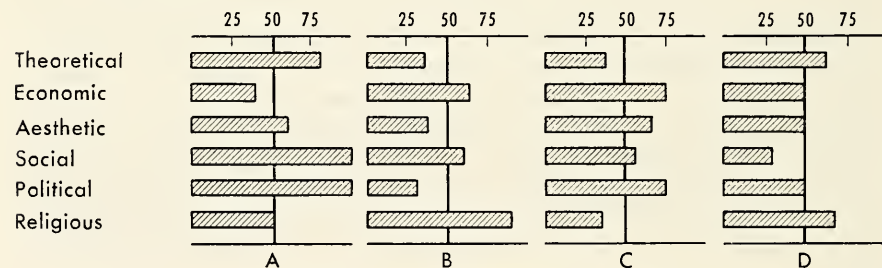 25 50 75 25 50 75 25 50 75 25 50 75
Theoretical
Economic
Aesthetic
Social
Political
Religious
A B C D